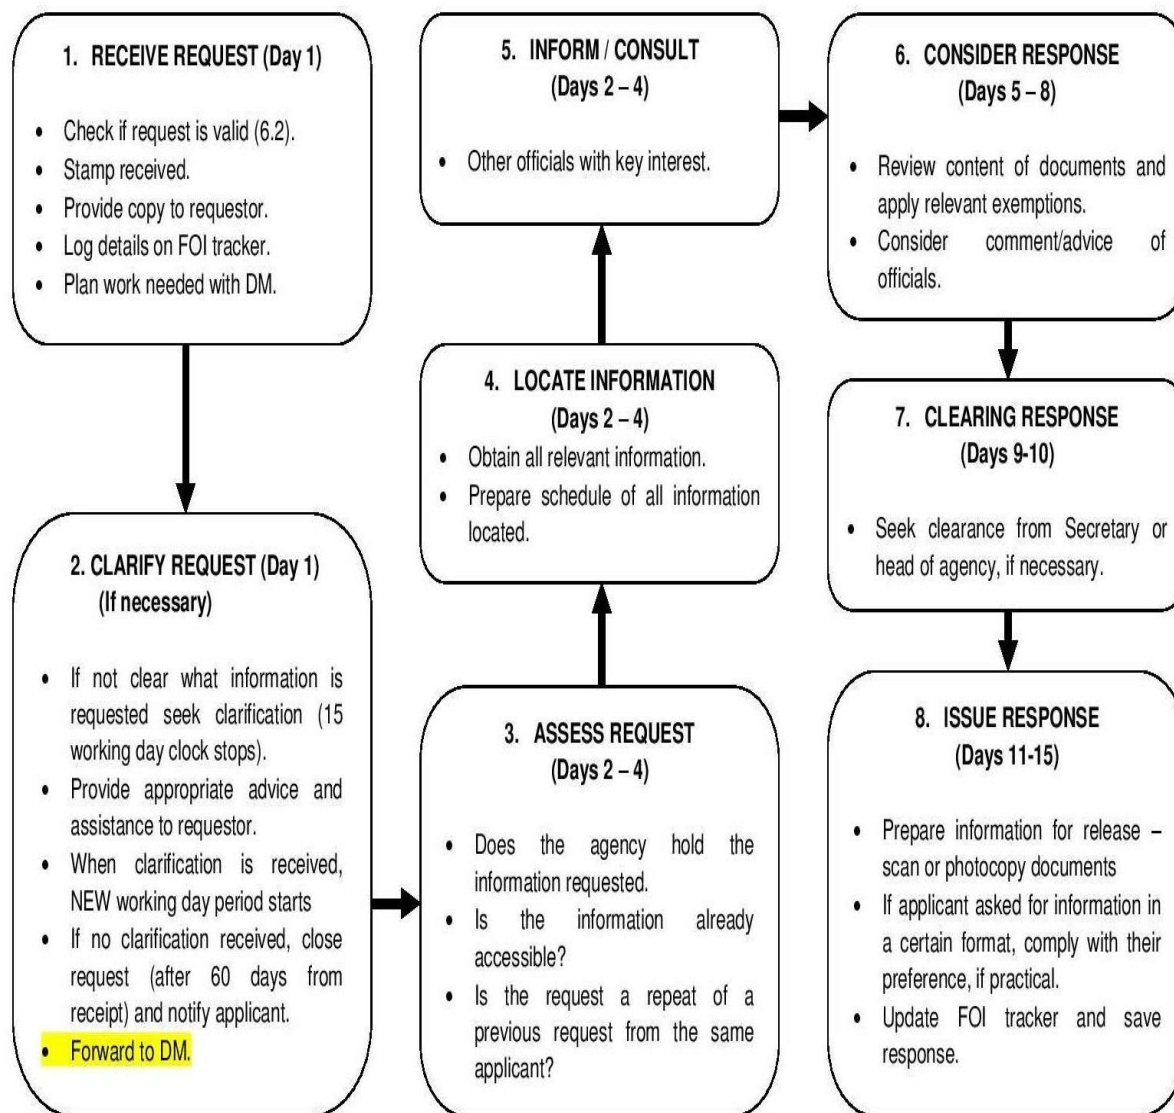 1. RECEIVE REQUEST (Day 1)
• Check if request is valid (6.2).
• Stamp received.
• Provide copy to requestor.
• Log details on FOI tracker.
• Plan work needed with DM.
2. CLARIFY REQUEST (Day 1)
(If necessary)
• If not clear what information is
requested seek clarification (15
working day clock stops).
• Provide appropriate advice and
assistance to requestor.
• When clarification is received,
NEW working day period starts
• If no clarification received, close
request (after 60 days from
receipt) and notify applicant.
• Forward to DM.
3. ASSESS REQUEST
(Days 2 – 4)
• Does the agency hold the
information requested.
• Is the information already
accessible?
• Is the request a repeat of a
previous request from the same
applicant?
4. LOCATE INFORMATION
(Days 2 – 4)
• Obtain all relevant information.
• Prepare schedule of all information
located.
5. INFORM / CONSULT
(Days 2 – 4)
• Other officials with key interest.
6. CONSIDER RESPONSE
(Days 5 – 8)
• Review content of documents and
apply relevant exemptions.
• Consider comment/advice of
officials.
7. CLEARING RESPONSE
(Days 9-10)
• Seek clearance from Secretary or
head of agency, if necessary.
8. ISSUE RESPONSE
(Days 11-15)
• Prepare information for release –
scan or photocopy documents
• If applicant asked for information in
a certain format, comply with their
preference, if practical.
• Update FOI tracker and save
response.